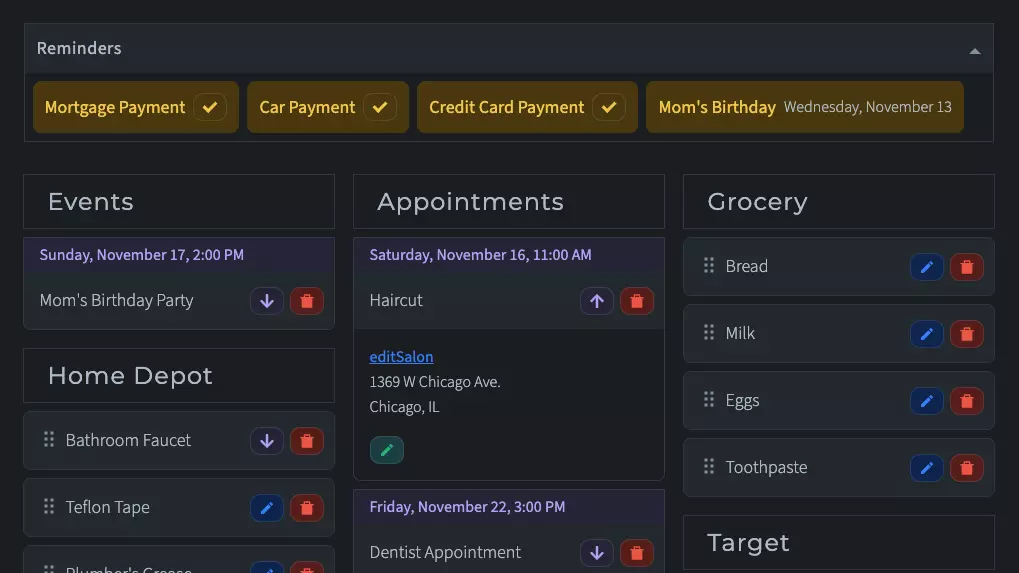 Reminders
Mortgage Payment
Car Payment
Credit Card Payment
Mom's Birthday Wednesday, November 13
Events
Sunday, November 17, 2:00 PM
Mom's Birthday Party
Home Depot
Bathroom Faucet
Teflon Tape
Plumber's Grease
Appointments
Saturday, November 16, 11:00 AM
Haircut
editSalon
1369 W Chicago Ave.
Chicago, IL
Friday, November 22, 3:00 PM
Dentist Appointment
Grocery
Bread
Milk
Eggs
Toothpaste
Target